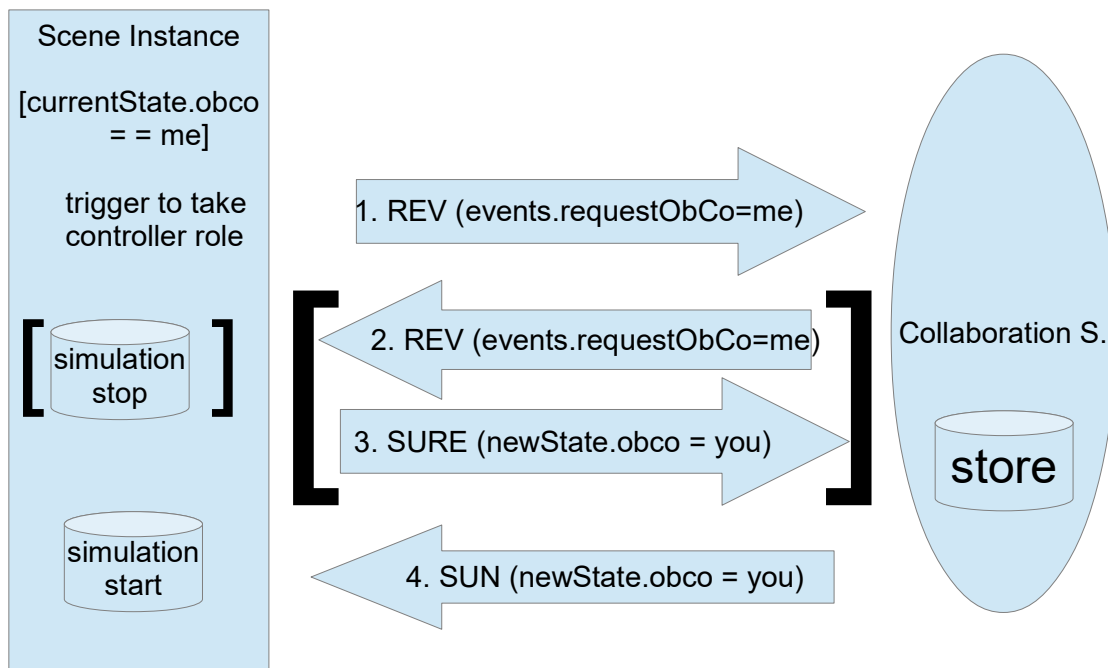 Scene Instance
[currentState.obco
= = me]
trigger to take
controller role
1. REV (events.requestObCo=me)
[
2. REV (events.requestObCo=me)
]
Collaboration S.
[
simulation
stop
]
3. SURE (newState.obco = you)
store
simulation
start
4. SUN (newState.obco = you)